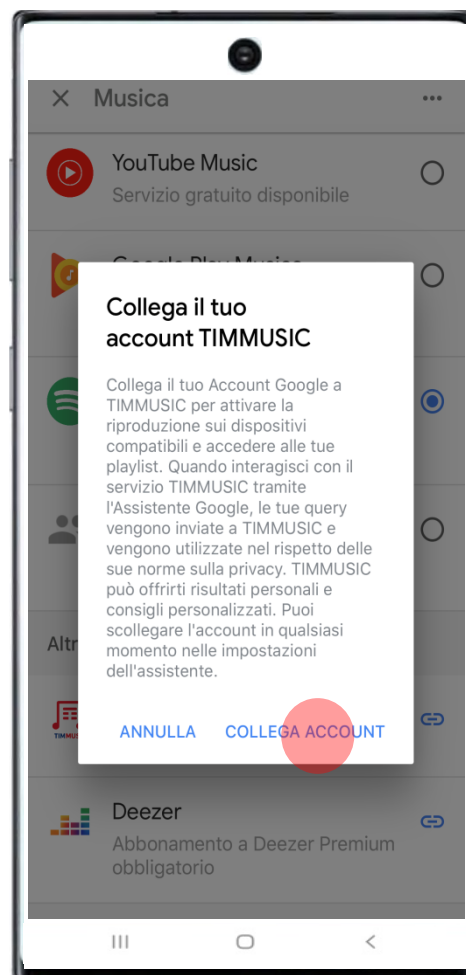 Musica
YouTube Music
Servizio gratuito disponibile
Collega il tuo
account TIMMUSIC
Collega il tuo Account Google a
TIMMUSIC per attivare la
riproduzione sui dispositivi
compatibili e accedere alle tue
playlist. Quando interagisci con il
servizio TIMMUSIC tramite
l'Assistente Google, le tue query
vengono inviate a TIMMUSIC e
vengono utilizzate nel rispetto delle
sue norme sulla privacy. TIMMUSIC
può offrirti risultati personali e
consigli personalizzati. Puoi
scollegare l'account in qualsiasi
momento nelle impostazioni
dell'assistente.
Altr
ANNULLA COLLEGA ACCOUNT
Deezer
Abbonamento a Deezer Premium
obbligatorio